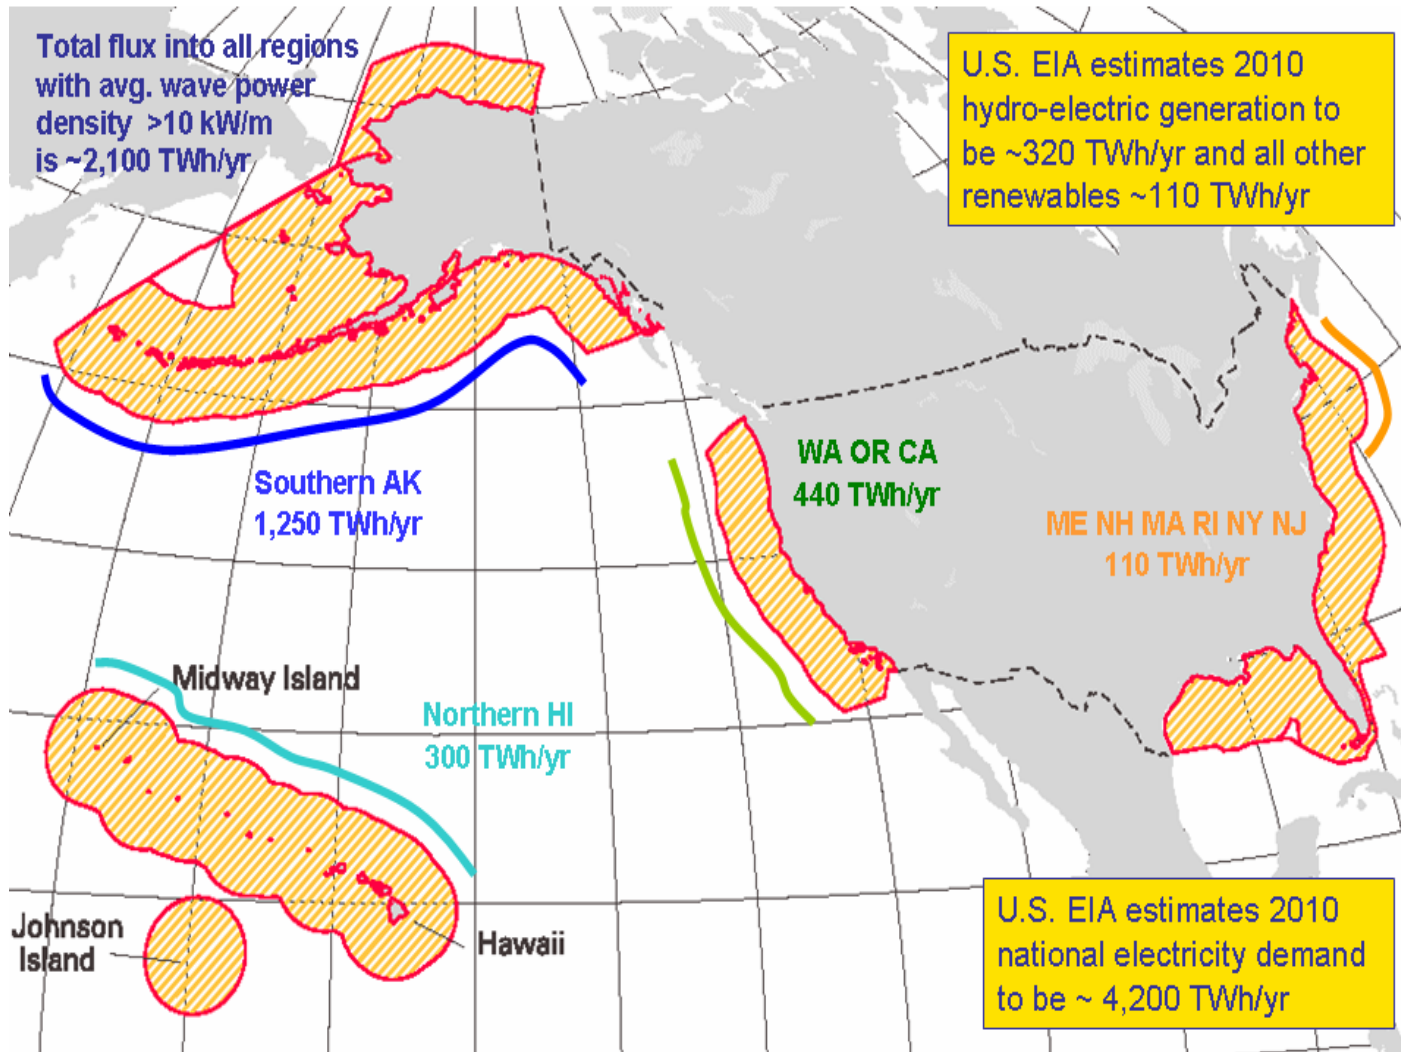 Total flux into all regions
with avg. wave power
density >10 kW/m
is ~2,100 TWh/yr
U.S. EIA estimates 2010
hydro-electric generation to
be ~320 TWh/yr and all other
renewables ~110 TWh/yr
Southern AK
1,250 TWh/yr
WA OR CA
440 TWh/yr
ME NH MA RI NY NJ
110 TWh/yr
Midway Island
Northern HI
300 TWh/yr
Johnson
Island
Hawaii
U.S. EIA estimates 2010
national electricity demand
to be ~ 4,200 TWh/yr